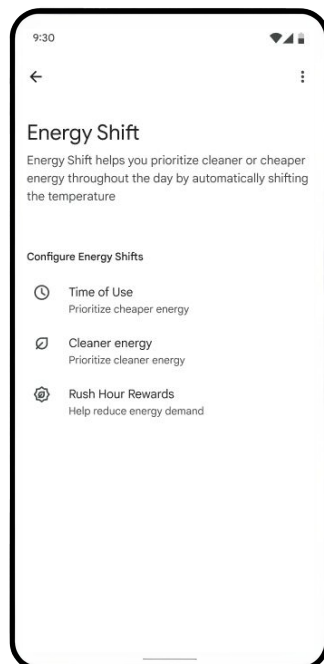 9:30
Energy Shift
Energy Shift helps you prioritize cleaner or cheaper
energy throughout the day by automatically shifting
the temperature
Configure Energy Shifts
Time of Use
Prioritize cheaper energy
Cleaner energy
Prioritize cleaner energy
Rush Hour Rewards
Help reduce energy demand